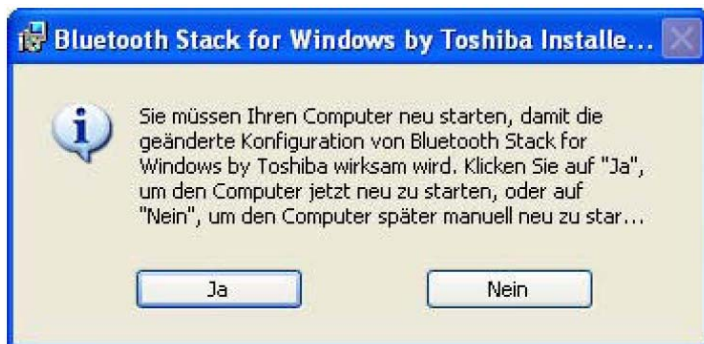 Bluetooth Stack for Windows by Toshiba Installe...
Sie müssen Ihren Computer neu starten, damit die
geänderte Konfiguration von Bluetooth Stack for
Windows by Toshiba wirksam wird. Klicken Sie auf "Ja",
um den Computer jetzt neu zu starten, oder auf
"Nein", um den Computer später manuell neu zu star...
Ja
Nein